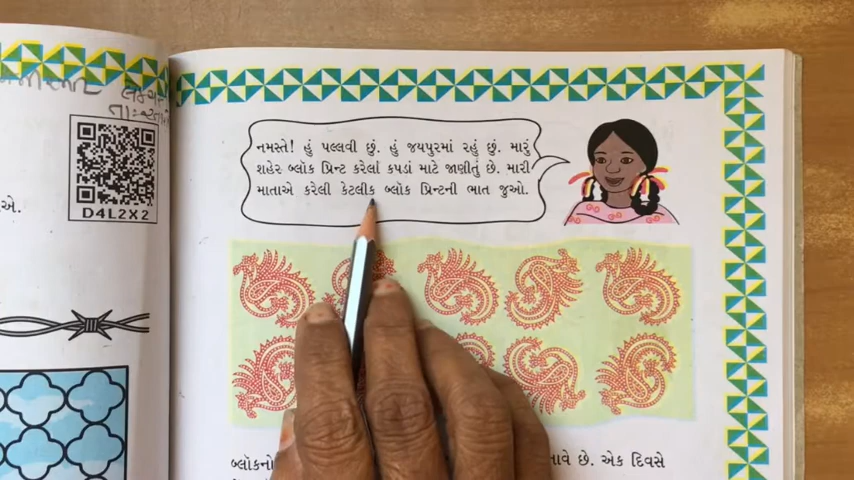 એ.
D4L2X2
નમસ્તે! હું પલ્લવી છું. હું જયપુરમાં રહું છું. મારું
શહેર બ્લૉક પ્રિન્ટ કરેલાં કપડાં માટે જાણીતું છે. મારી
માતાએ કરેલી કેટલીક બ્લૉક પ્રિન્ટની ભાત જુઓ.
બ્લૉકનો
છે. એક દિવસે